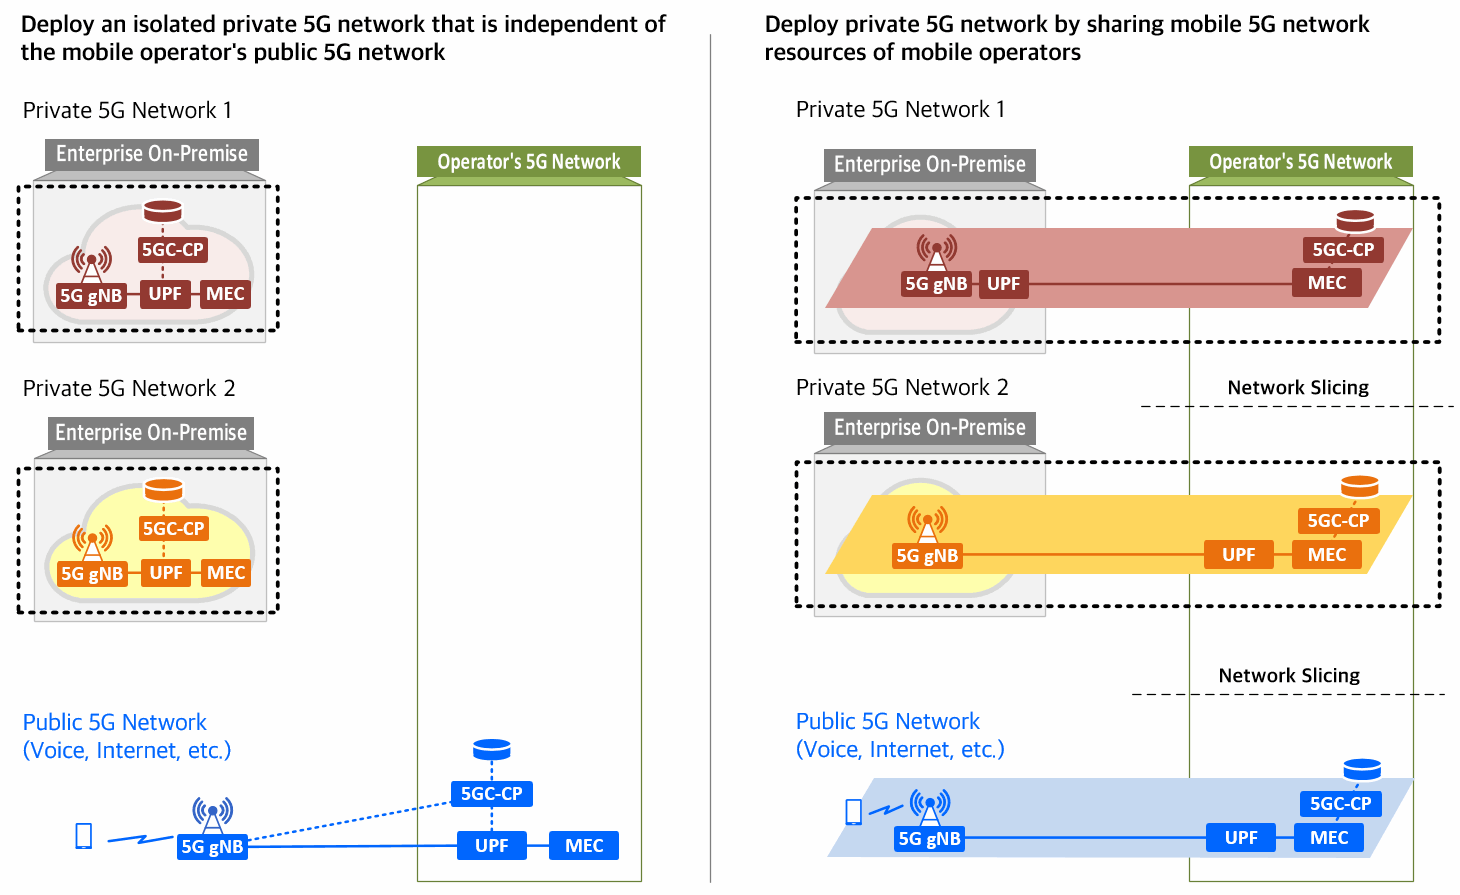 Deploy an isolated private 5G network that is independent of
the mobile operator's public 5G network
Private 5G Network 1
Enterprise On-Premise
Operator's 5G Network
5GC-CP
5G gNB
UPF
MEC
Private 5G Network 2
Enterprise On-Premise
5GC-CP
5G gNB
UPF
MEC
Public 5G Network
(Voice, Internet, etc.)
5GC-CP
5G gNB
UPF
MEC
Deploy private 5G network by sharing mobile 5G network
resources of mobile operators
Private 5G Network 1
Enterprise On-Premise
Operator's 5G Network
5GC-CP
5G gNB
UPF
MEC
Private 5G Network 2
Network Slicing
Enterprise On-Premise
5GC-CP
5G gNB
UPF
MEC
Network Slicing
Public 5G Network
(Voice, Internet, etc.)
5GC-CP
5G gNB
UPF
MEC